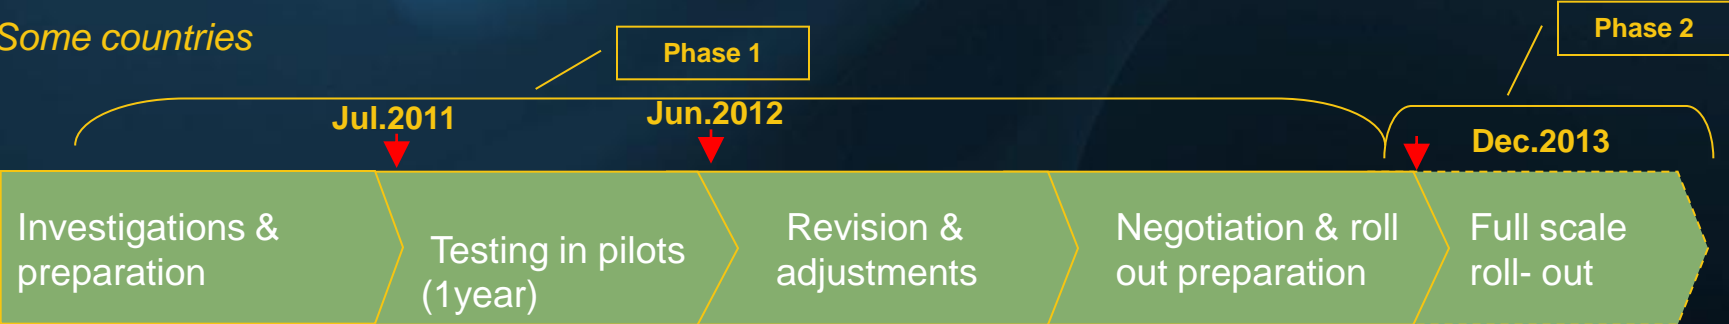 Some countries
Phase 1
Phase 2
Jul.2011
Jun.2012
Dec.2013
Investigations &
preparation
Testing in pilots
(1year)
Revision &
adjustments
Negotiation & roll
out preparation
Full scale
roll- out